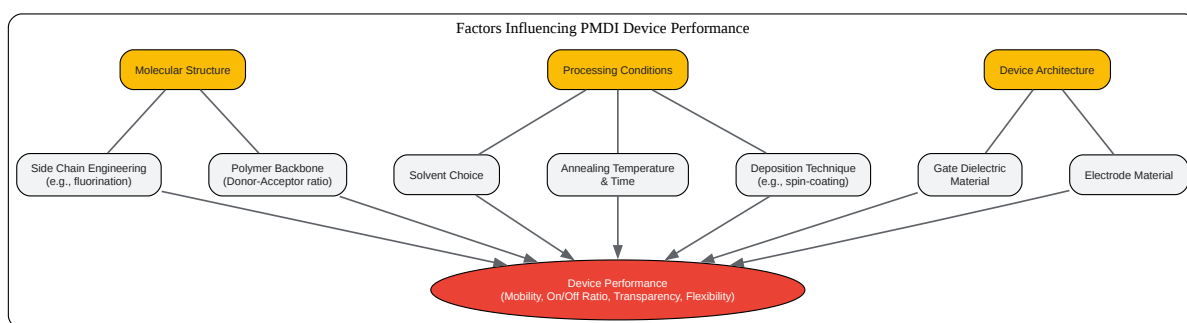 Factors Influencing PMDI Device Performance
Molecular Structure
Processing Conditions
Device Architecture
Side Chain Engineering
(e.g., fluorination)
Polymer Backbone
(Donor-Acceptor ratio)
Solvent Choice
Annealing Temperature
& Time
Deposition Technique
(e.g., spin-coating)
Gate Dielectric
Material
Electrode Material
Device Performance
(Mobility, On/Off Ratio, Transparency, Flexibility)